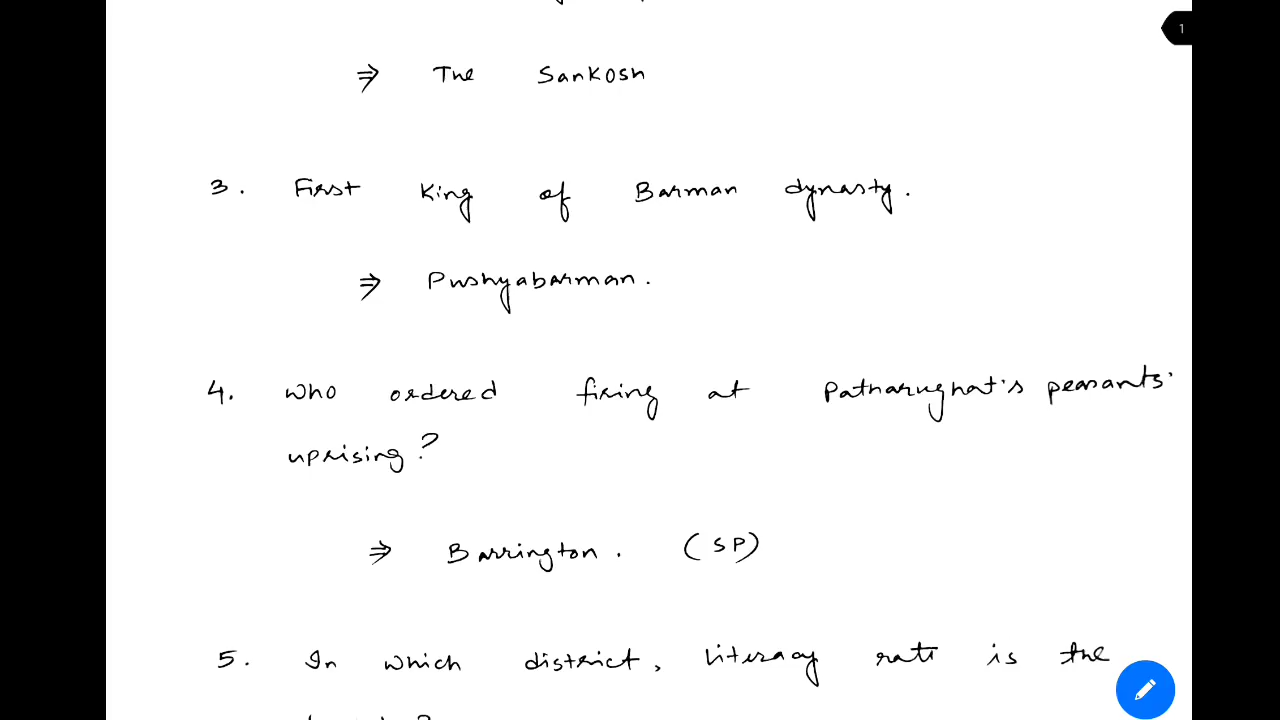 1
⇒ The Sankosh
3. First King of Barman dynasty.
⇒ Pushyabarman.
4. Who ordered firing at Patharughat's peasants'
uprising?
⇒ Barrington. (SP)
5. In which district, literacy rate is the